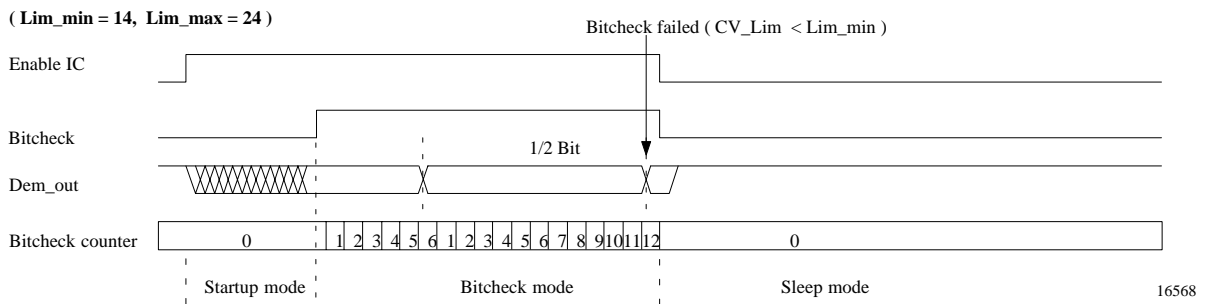 ( Lim_min = 14, Lim_max = 24 )
Bitcheck failed ( CV_Lim < Lim_min )
Enable IC
Bitcheck
1/2 Bit
Dem_out
Bitcheck counter 0 1 2 3 4 5 6 1 2 3 4 5 6 7 8 9 10 11 12 0
Startup mode Bitcheck mode Sleep mode
16568